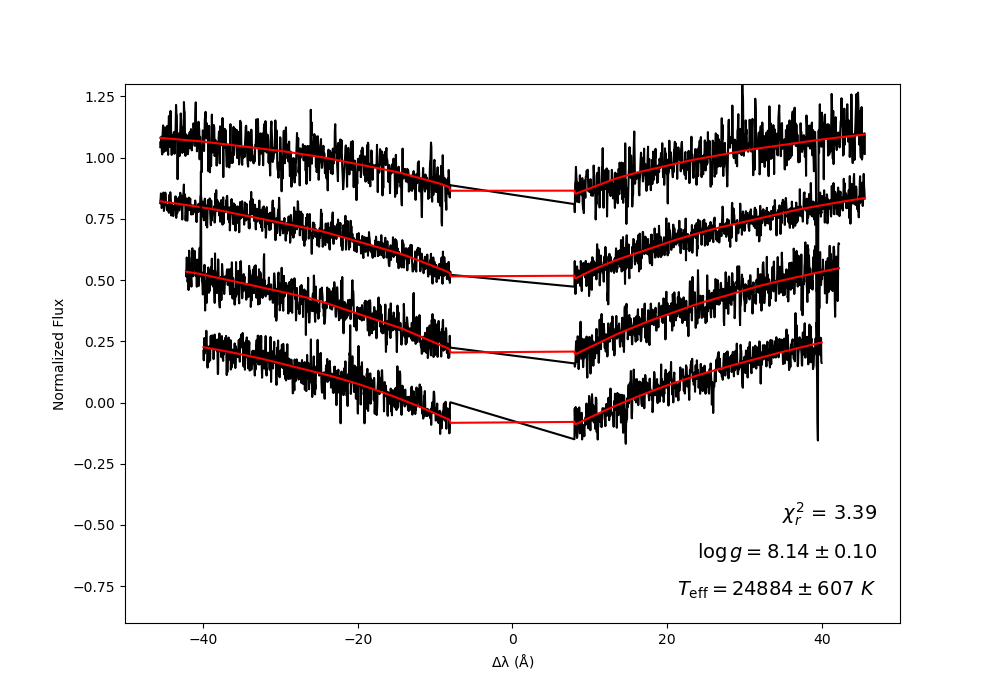 1.25
1.00
0.75
0.50
0.25
0.00
−0.25
−0.50
−0.75
Normalized Flux
χ²ᵣ = 3.39
log g = 8.14 ± 0.10
T_eff = 24884 ± 607 K
−40 −20 0 20 40
Δλ (Å)